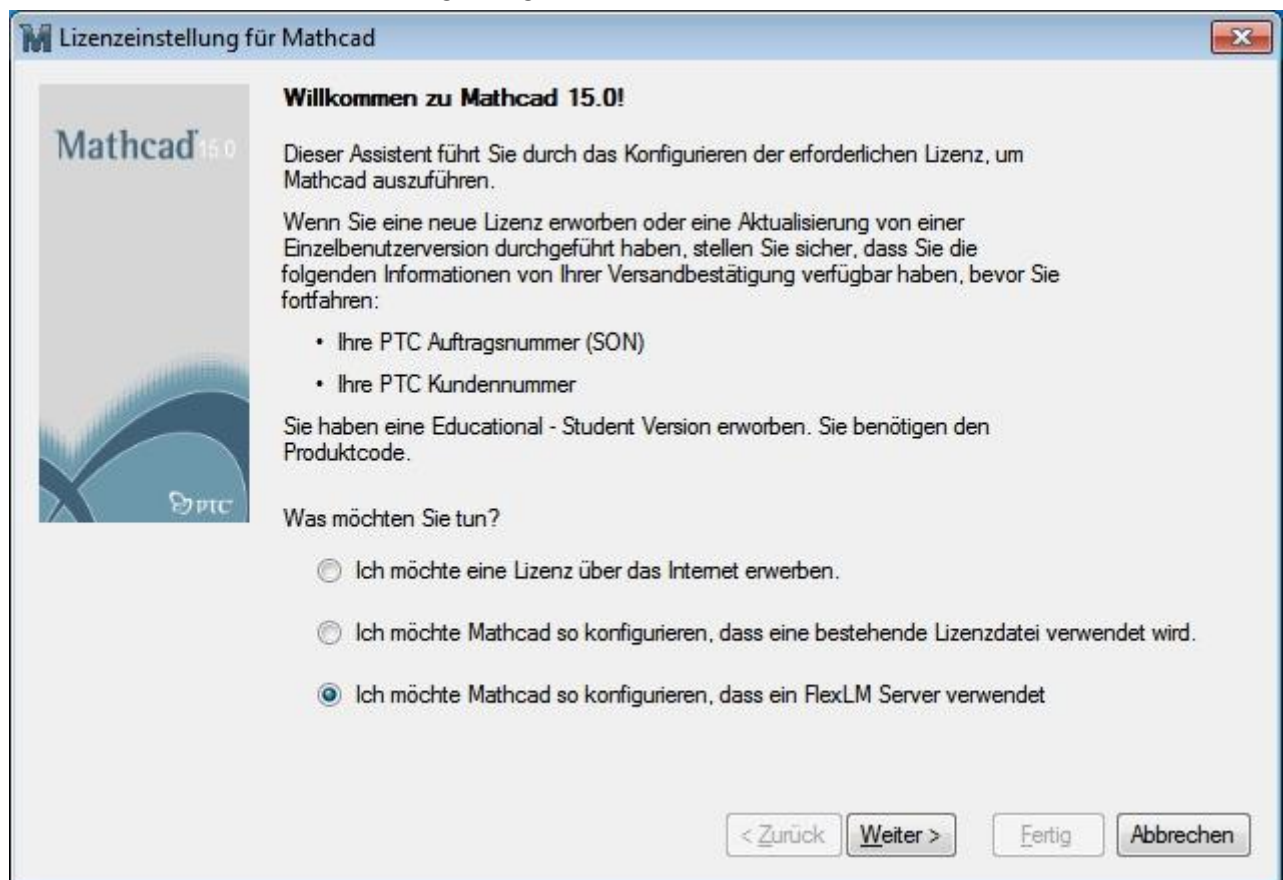 Lizenzeinstellung für Mathcad
Mathcad 15.0
Willkommen zu Mathcad 15.0!
Dieser Assistent führt Sie durch das Konfigurieren der erforderlichen Lizenz, um
Mathcad auszuführen.
Wenn Sie eine neue Lizenz erworben oder eine Aktualisierung von einer
Einzelbenutzerversion durchgeführt haben, stellen Sie sicher, dass Sie die
folgenden Informationen von Ihrer Versandbestätigung verfügbar haben, bevor Sie
fortfahren:
• Ihre PTC Auftragsnummer (SON)
• Ihre PTC Kundennummer
Sie haben eine Educational - Student Version erworben. Sie benötigen den
Produktcode.
PTC
Was möchten Sie tun?
Ich möchte eine Lizenz über das Internet erwerben.
Ich möchte Mathcad so konfigurieren, dass eine bestehende Lizenzdatei verwendet wird.
Ich möchte Mathcad so konfigurieren, dass ein FlexLM Server verwendet
< Zurück
Weiter >
Fertig
Abbrechen